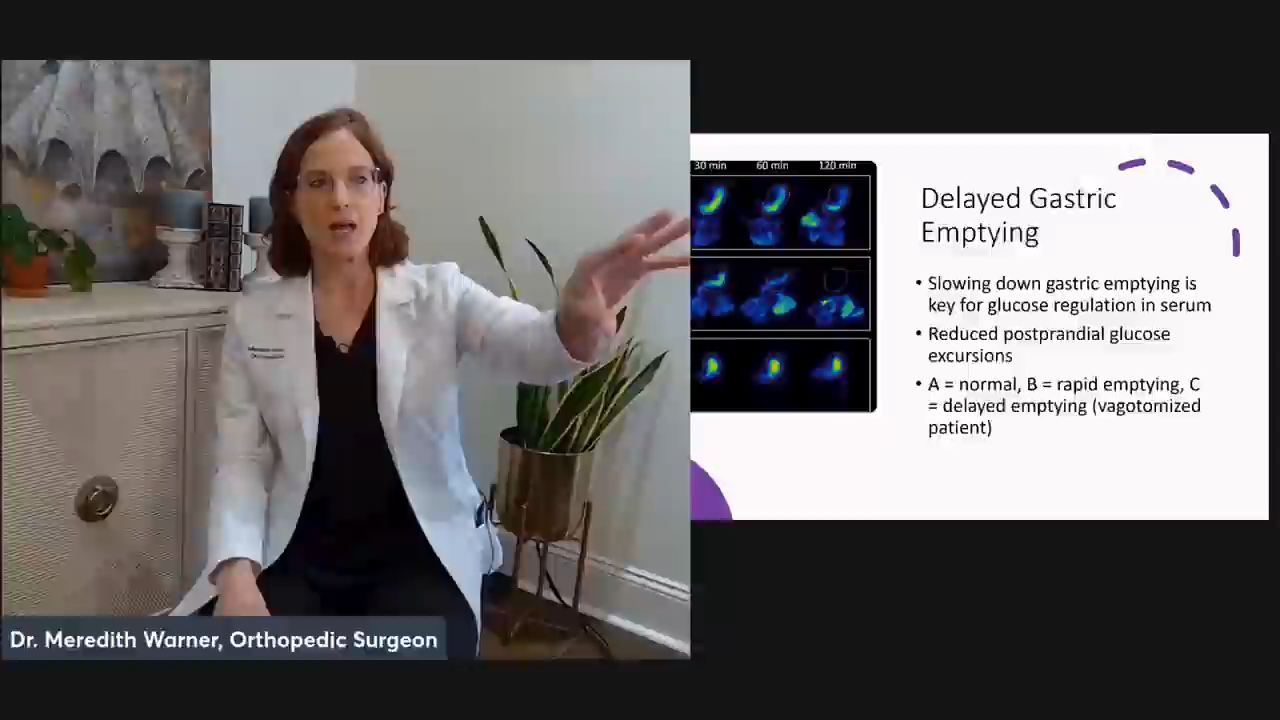 30 min 60 min 120 min
Delayed Gastric
Emptying
• Slowing down gastric emptying is
key for glucose regulation in serum
• Reduced postprandial glucose
excursions
• A = normal, B = rapid emptying, C
= delayed emptying (vagotomized
patient)
Dr. Meredith Warner, Orthopedic Surgeon